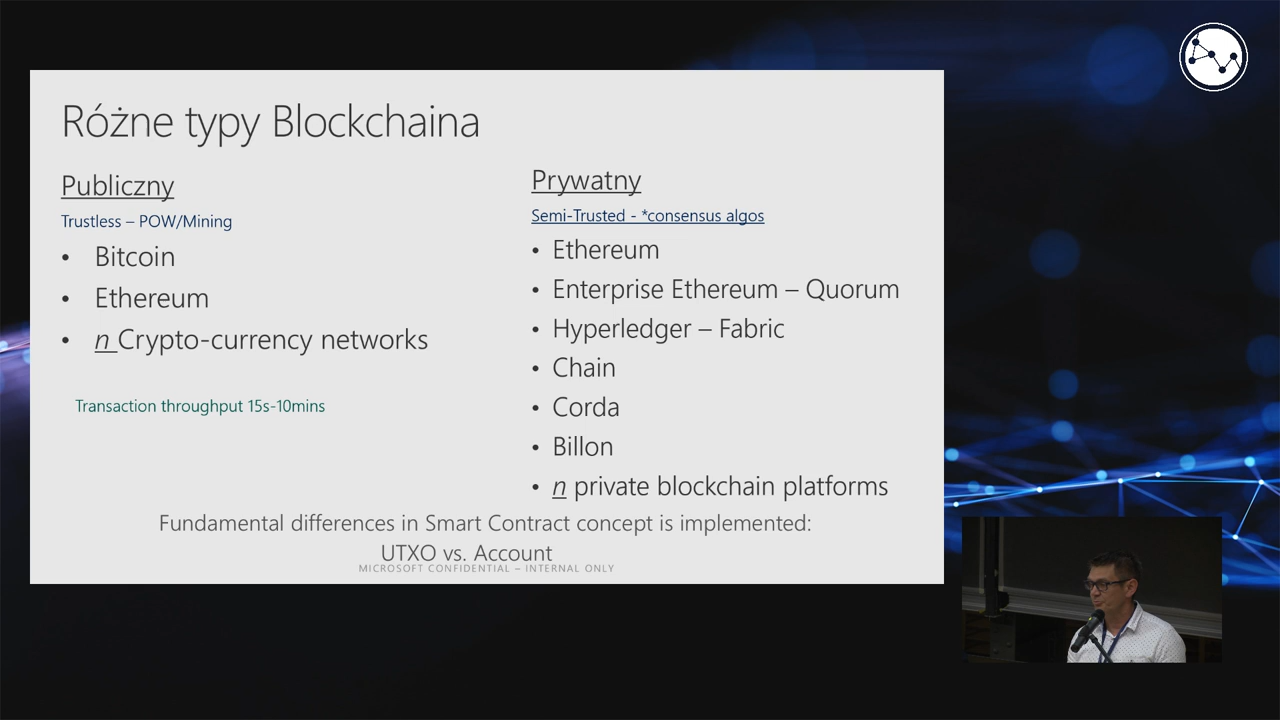 Różne typy Blockchaina
Publiczny
Trustless – POW/Mining
• Bitcoin
• Ethereum
• n Crypto-currency networks
Transaction throughput 15s-10mins
Prywatny
Semi-Trusted - *consensus algos
• Ethereum
• Enterprise Ethereum – Quorum
• Hyperledger – Fabric
• Chain
• Corda
• Billon
• n private blockchain platforms
Fundamental differences in Smart Contract concept is implemented:
UTXO vs. Account
MICROSOFT CONFIDENTIAL – INTERNAL ONLY